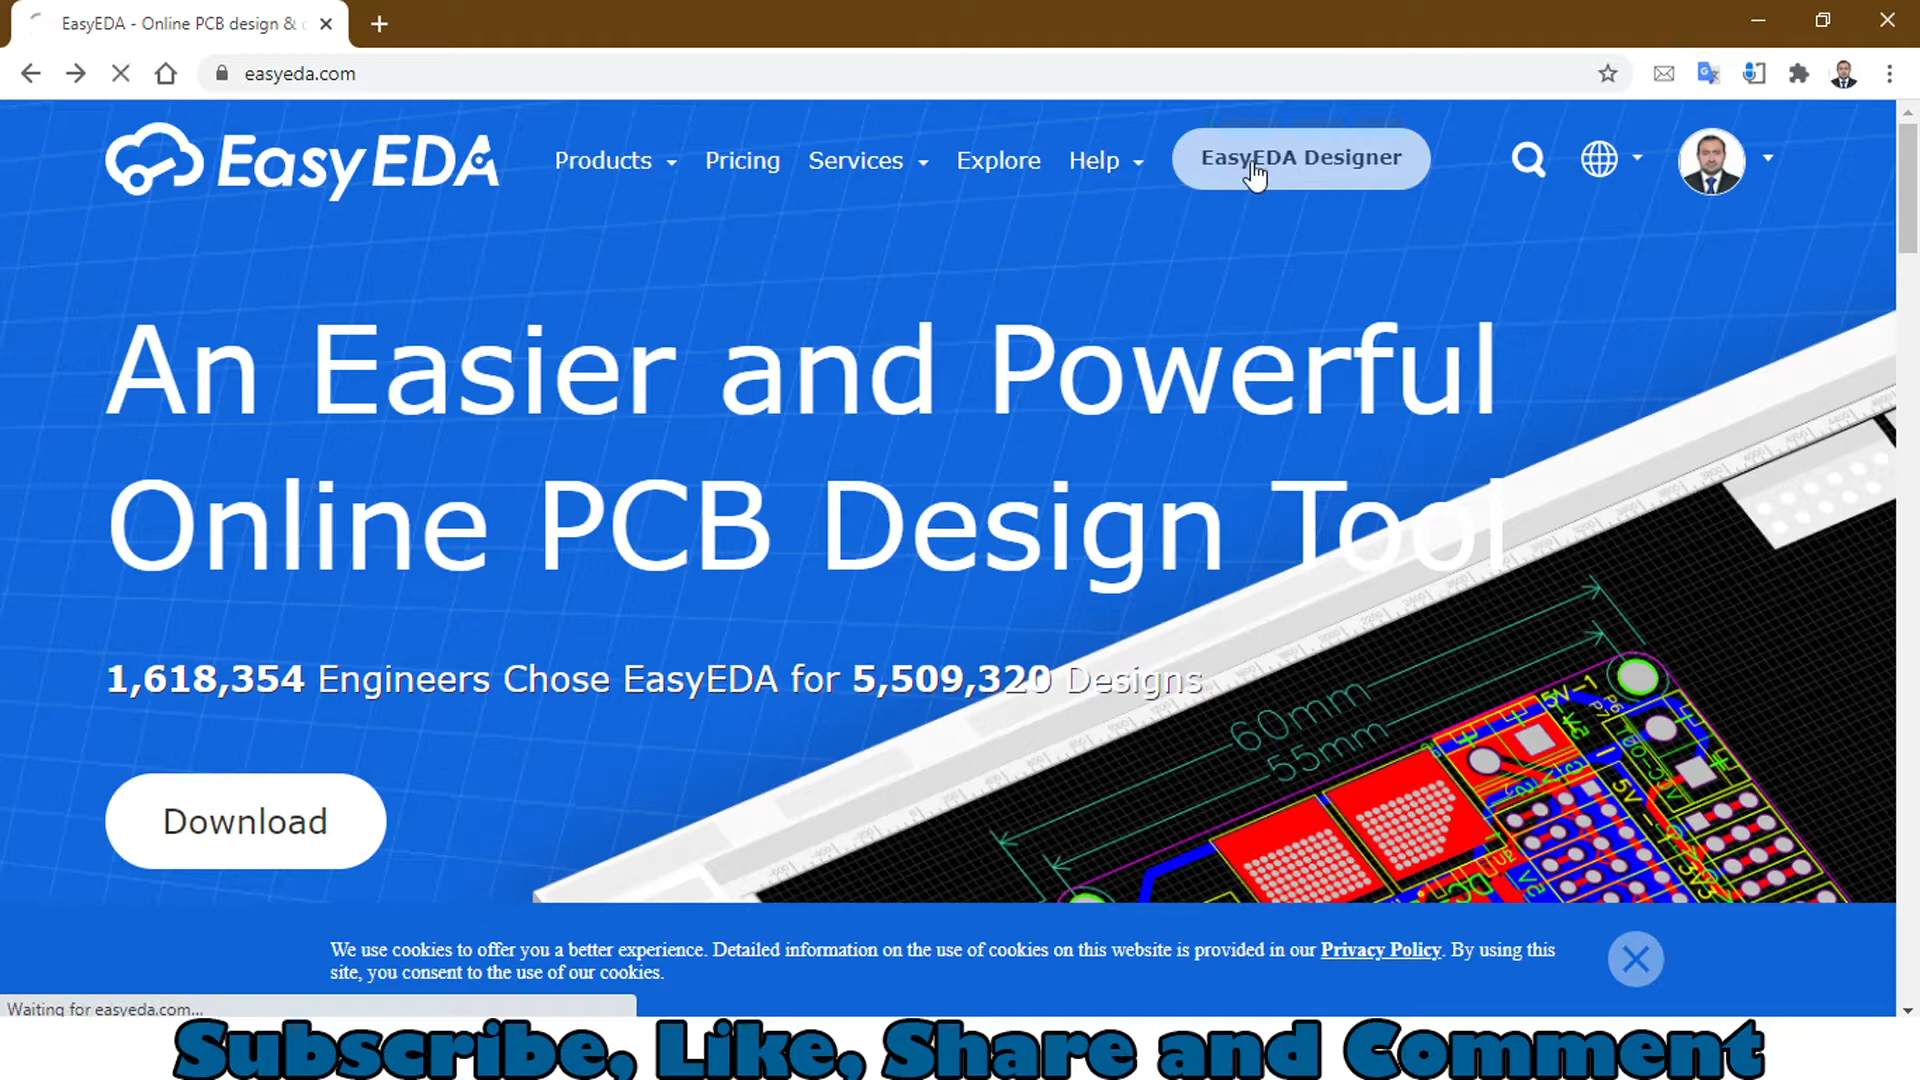 EasyEDA - Online PCB design &
easyeda.com
EasyEDA
Products
Pricing
Services
Explore
Help
EasyEDA Designer
An Easier and Powerful
Online PCB Design Tool
1,618,354 Engineers Chose EasyEDA for 5,509,320 Designs
60mm
55mm
5V-1
Download
We use cookies to offer you a better experience. Detailed information on the use of cookies on this website is provided in our Privacy Policy. By using this
site, you consent to the use of our cookies.
Waiting for easyeda.com...
Subscribe, Like, Share and Comment